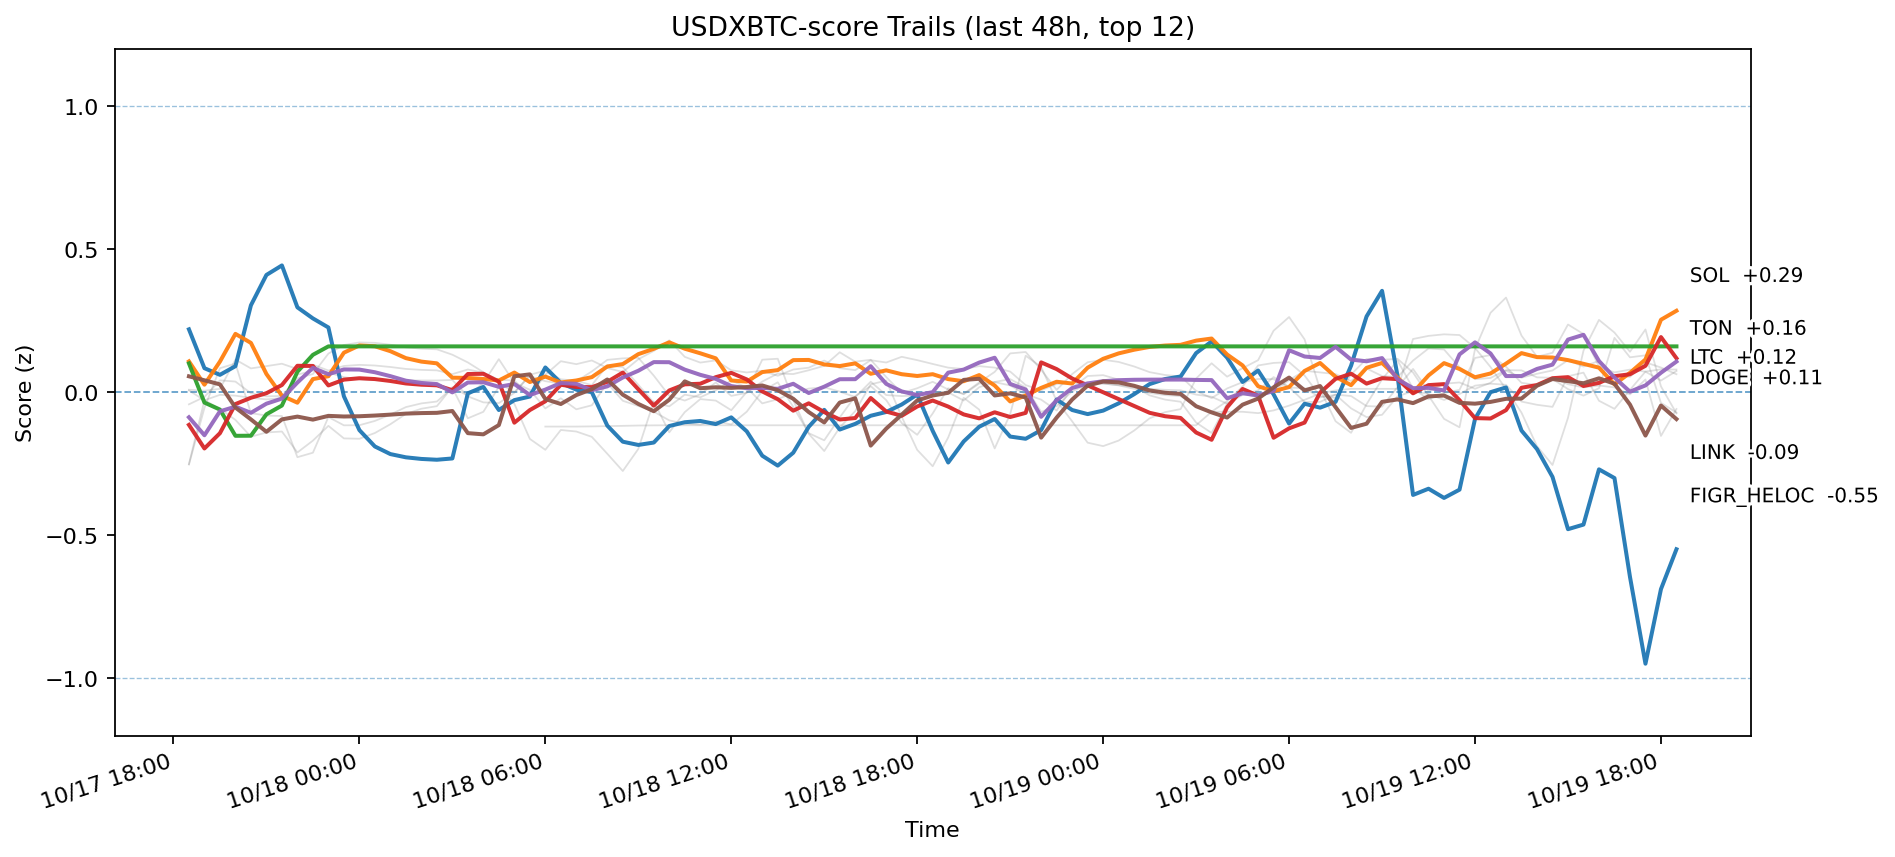 USDXBTC-score Trails (last 48h, top 12)
Score (z)
1.0
0.5
0.0
−0.5
−1.0
SOL +0.29
TON +0.16
LTC +0.12
DOGE +0.11
LINK -0.09
FIGR_HELOC -0.55
10/17 18:00
10/18 00:00
10/18 06:00
10/18 12:00
10/18 18:00
10/19 00:00
10/19 06:00
10/19 12:00
10/19 18:00
Time